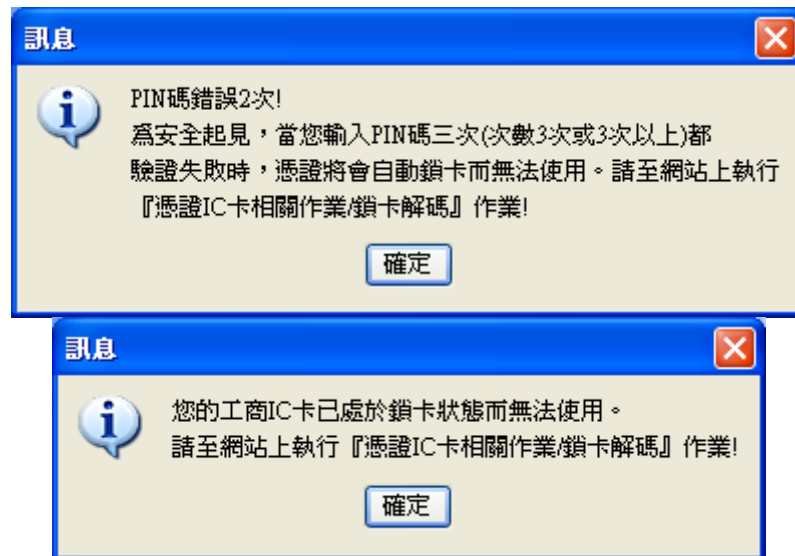 訊息
PIN碼錯誤2次!
為安全起見，當您輸入PIN碼三次(次數3次或3次以上)都
驗證失敗時，憑證將會自動鎖卡而無法使用。請至網站上執行
『憑證IC卡相關作業/鎖卡解碼』作業!
確定
訊息
您的工商IC卡已處於鎖卡狀態而無法使用。
請至網站上執行『憑證IC卡相關作業/鎖卡解碼』作業!
確定